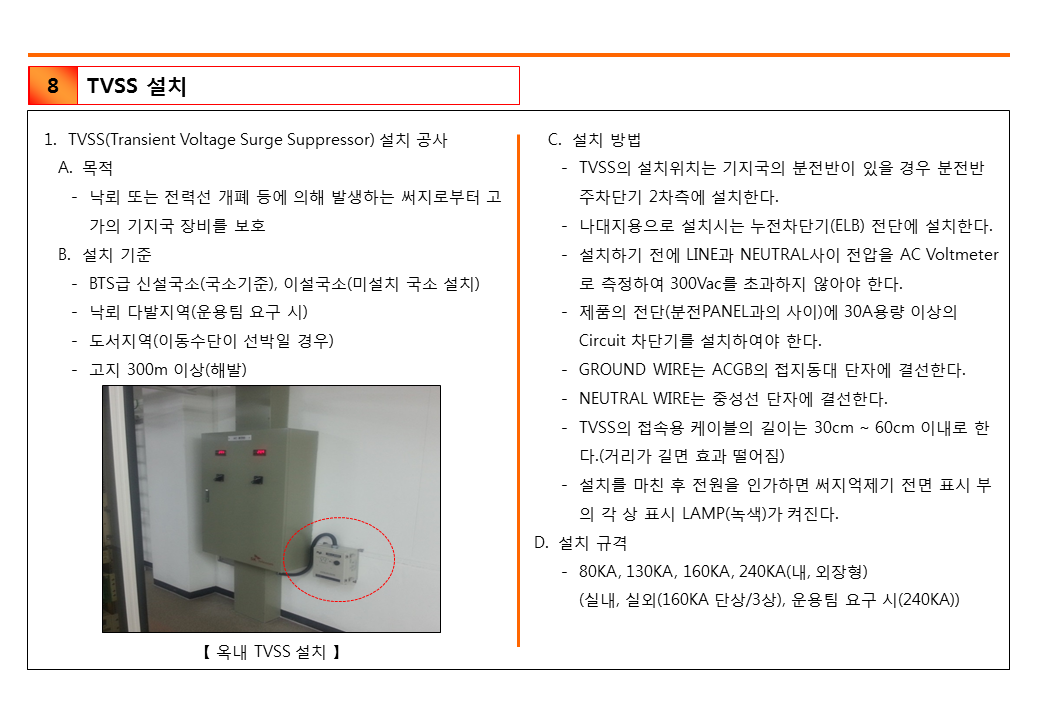 8
TVSS 설치
1. TVSS(Transient Voltage Surge Suppressor) 설치 공사
A. 목적
- 낙뢰 또는 전력선 개폐 등에 의해 발생하는 써지로부터 고
가의 기지국 장비를 보호
B. 설치 기준
- BTS급 신설국소(국소기준), 이설국소(미설치 국소 설치)
- 낙뢰 다발지역(운용팀 요구 시)
- 도서지역(이동수단이 선박일 경우)
- 고지 300m 이상(해발)
【 옥내 TVSS 설치 】
C. 설치 방법
- TVSS의 설치위치는 기지국의 분전반이 있을 경우 분전반
주차단기 2차측에 설치한다.
- 나대지용으로 설치시는 누전차단기(ELB) 전단에 설치한다.
- 설치하기 전에 LINE과 NEUTRAL사이 전압을 AC Voltmeter
로 측정하여 300Vac를 초과하지 않아야 한다.
- 제품의 전단(분전PANEL과의 사이)에 30A용량 이상의
Circuit 차단기를 설치하여야 한다.
- GROUND WIRE는 ACGB의 접지동대 단자에 결선한다.
- NEUTRAL WIRE는 중성선 단자에 결선한다.
- TVSS의 접속용 케이블의 길이는 30cm ~ 60cm 이내로 한
다.(거리가 길면 효과 떨어짐)
- 설치를 마친 후 전원을 인가하면 써지억제기 전면 표시 부
의 각 상 표시 LAMP(녹색)가 켜진다.
D. 설치 규격
- 80KA, 130KA, 160KA, 240KA(내, 외장형)
(실내, 실외(160KA 단상/3상), 운용팀 요구 시(240KA))